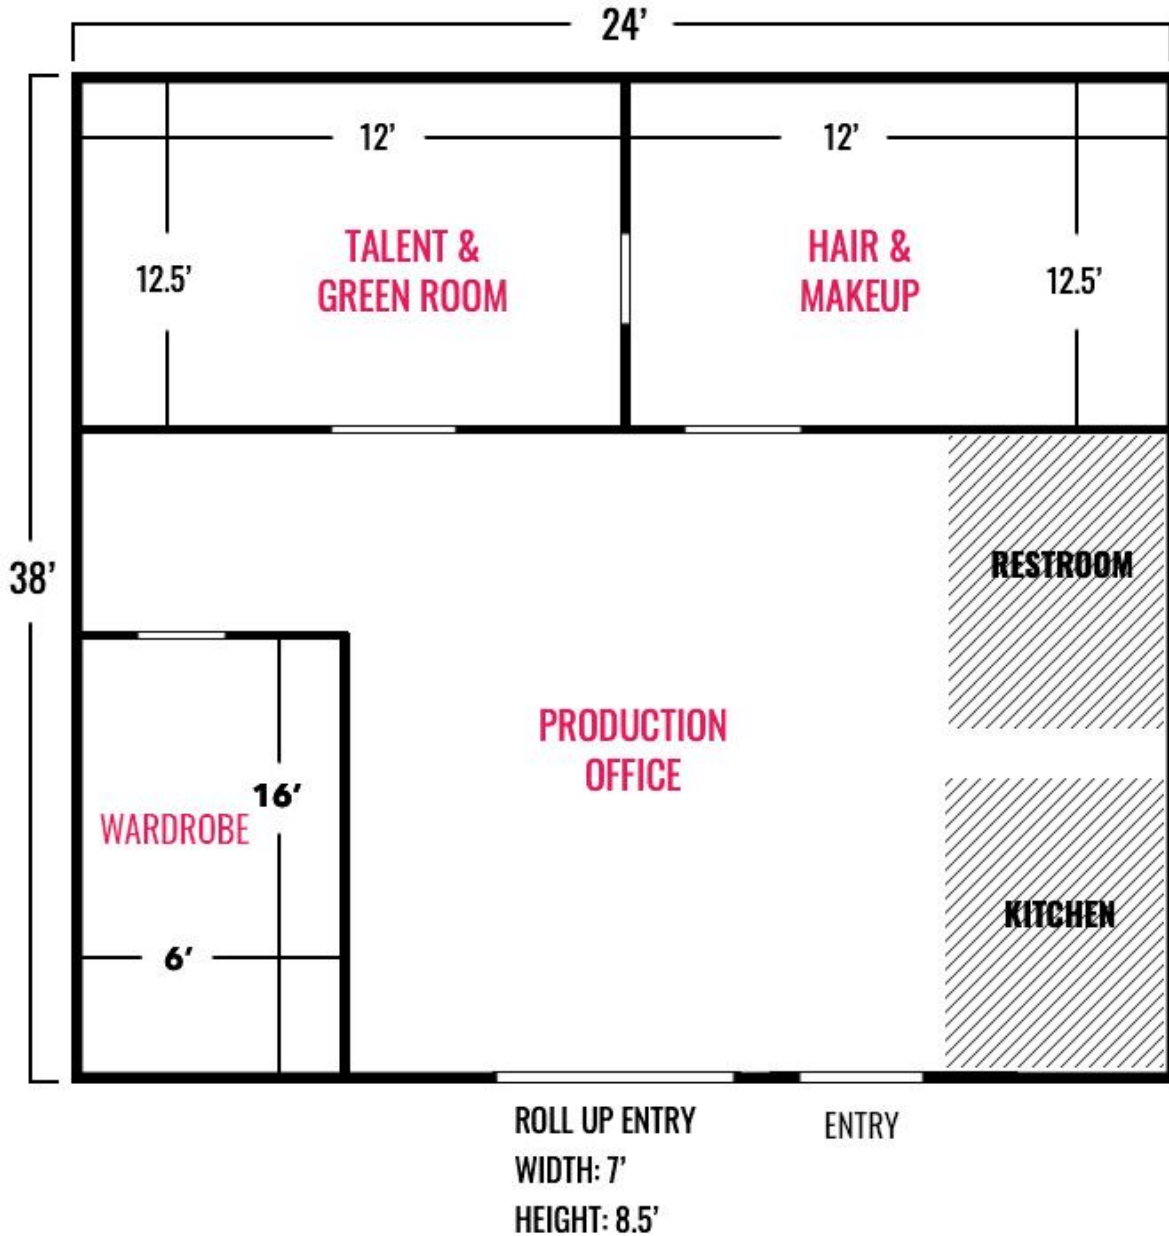 24’
12’
12’
TALENT &
GREEN ROOM
HAIR &
MAKEUP
12.5’
12.5’
38’
RESTROOM
PRODUCTION
OFFICE
16’
WARDROBE
KITCHEN
6’
ROLL UP ENTRY
WIDTH: 7’
HEIGHT: 8.5’
ENTRY